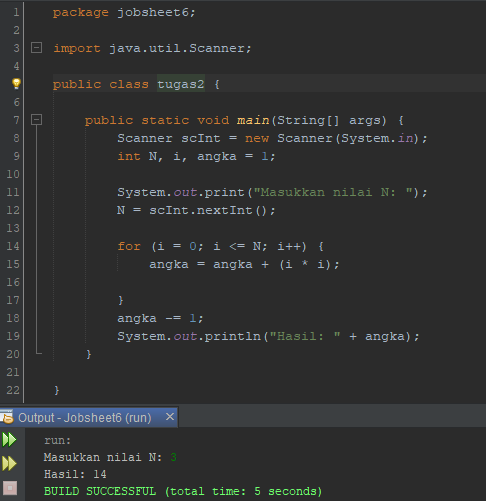 1 package jobsheet6;
2
3 import java.util.Scanner;
4
public class tugas2 {
6
7 public static void main(String[] args) {
8 Scanner scInt = new Scanner(System.in);
9 int N, i, angka = 1;
10
11 System.out.print("Masukkan nilai N: ");
12 N = scInt.nextInt();
13
14 for (i = 0; i <= N; i++) {
15 angka = angka + (i * i);
16
17 }
18 angka -= 1;
19 System.out.println("Hasil: " + angka);
20 }
21
22 }
Output - Jobsheet6 (run) ×
run:
Masukkan nilai N: 3
Hasil: 14
BUILD SUCCESSFUL (total time: 5 seconds)